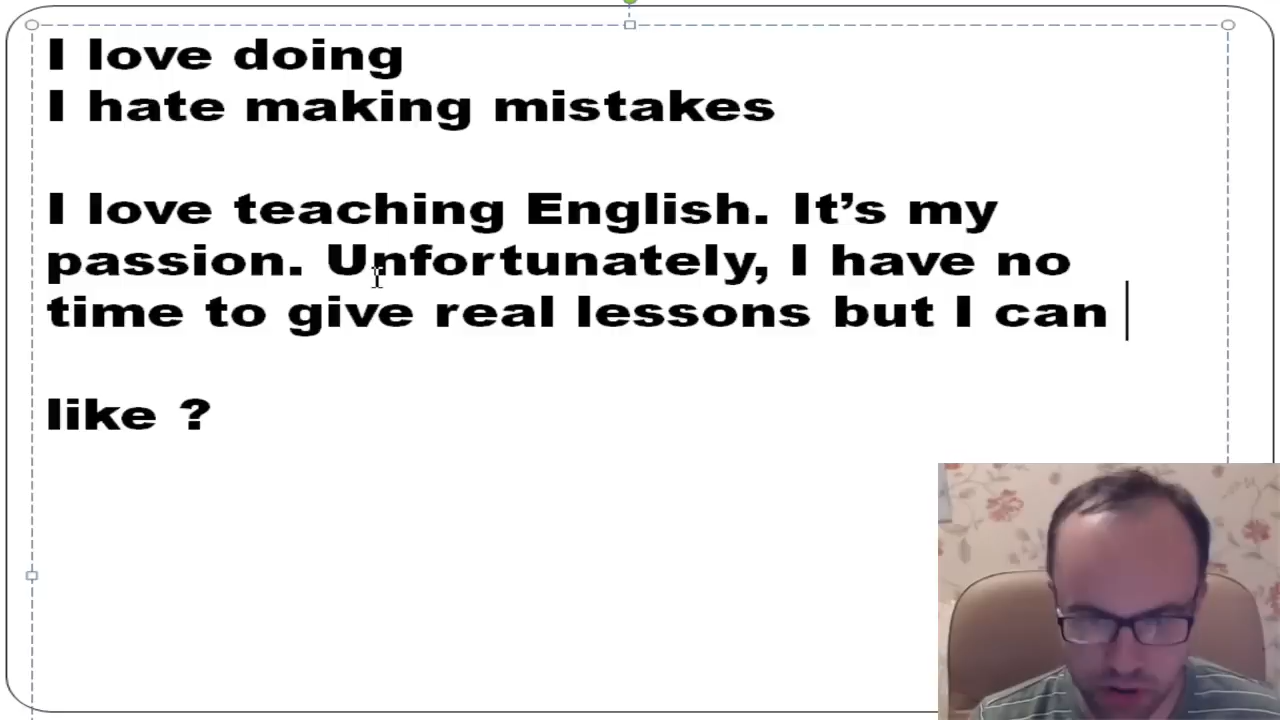 I love doing
I hate making mistakes
I love teaching English. It’s my
passion. Unfortunately, I have no
time to give real lessons but I can
like ?